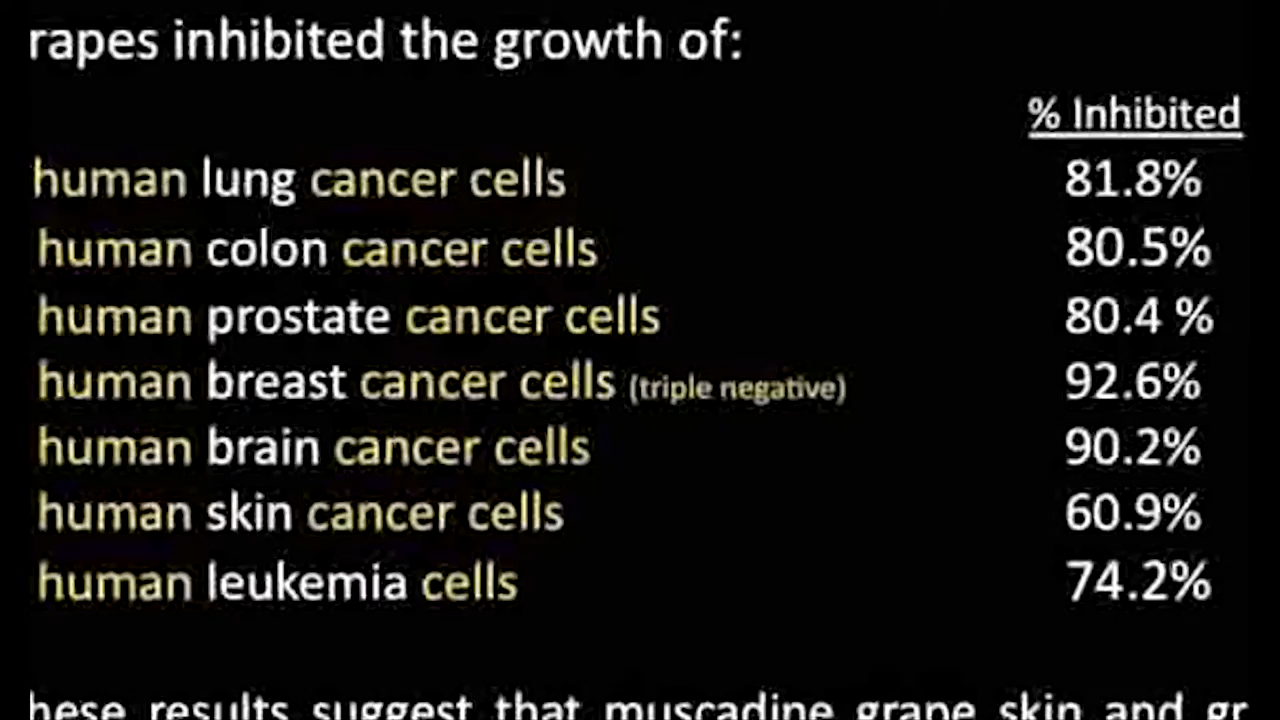 rapes inhibited the growth of:
% Inhibited
human lung cancer cells 81.8%
human colon cancer cells 80.5%
human prostate cancer cells 80.4 %
human breast cancer cells (triple negative) 92.6%
human brain cancer cells 90.2%
human skin cancer cells 60.9%
human leukemia cells 74.2%
hese results suggest that muscadine grape skin and gr